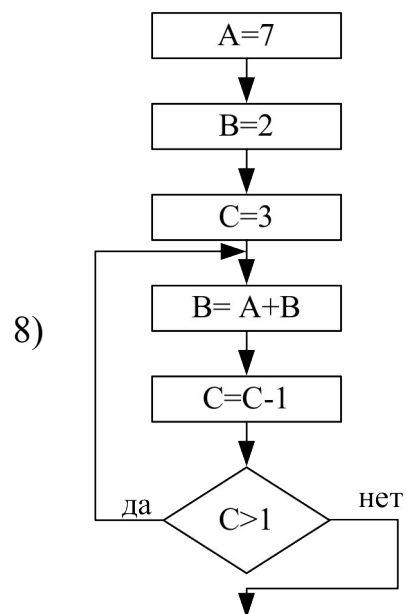 A=7
B=2
C=3
8)
B= A+B
C=C-1
да
C>1
нет